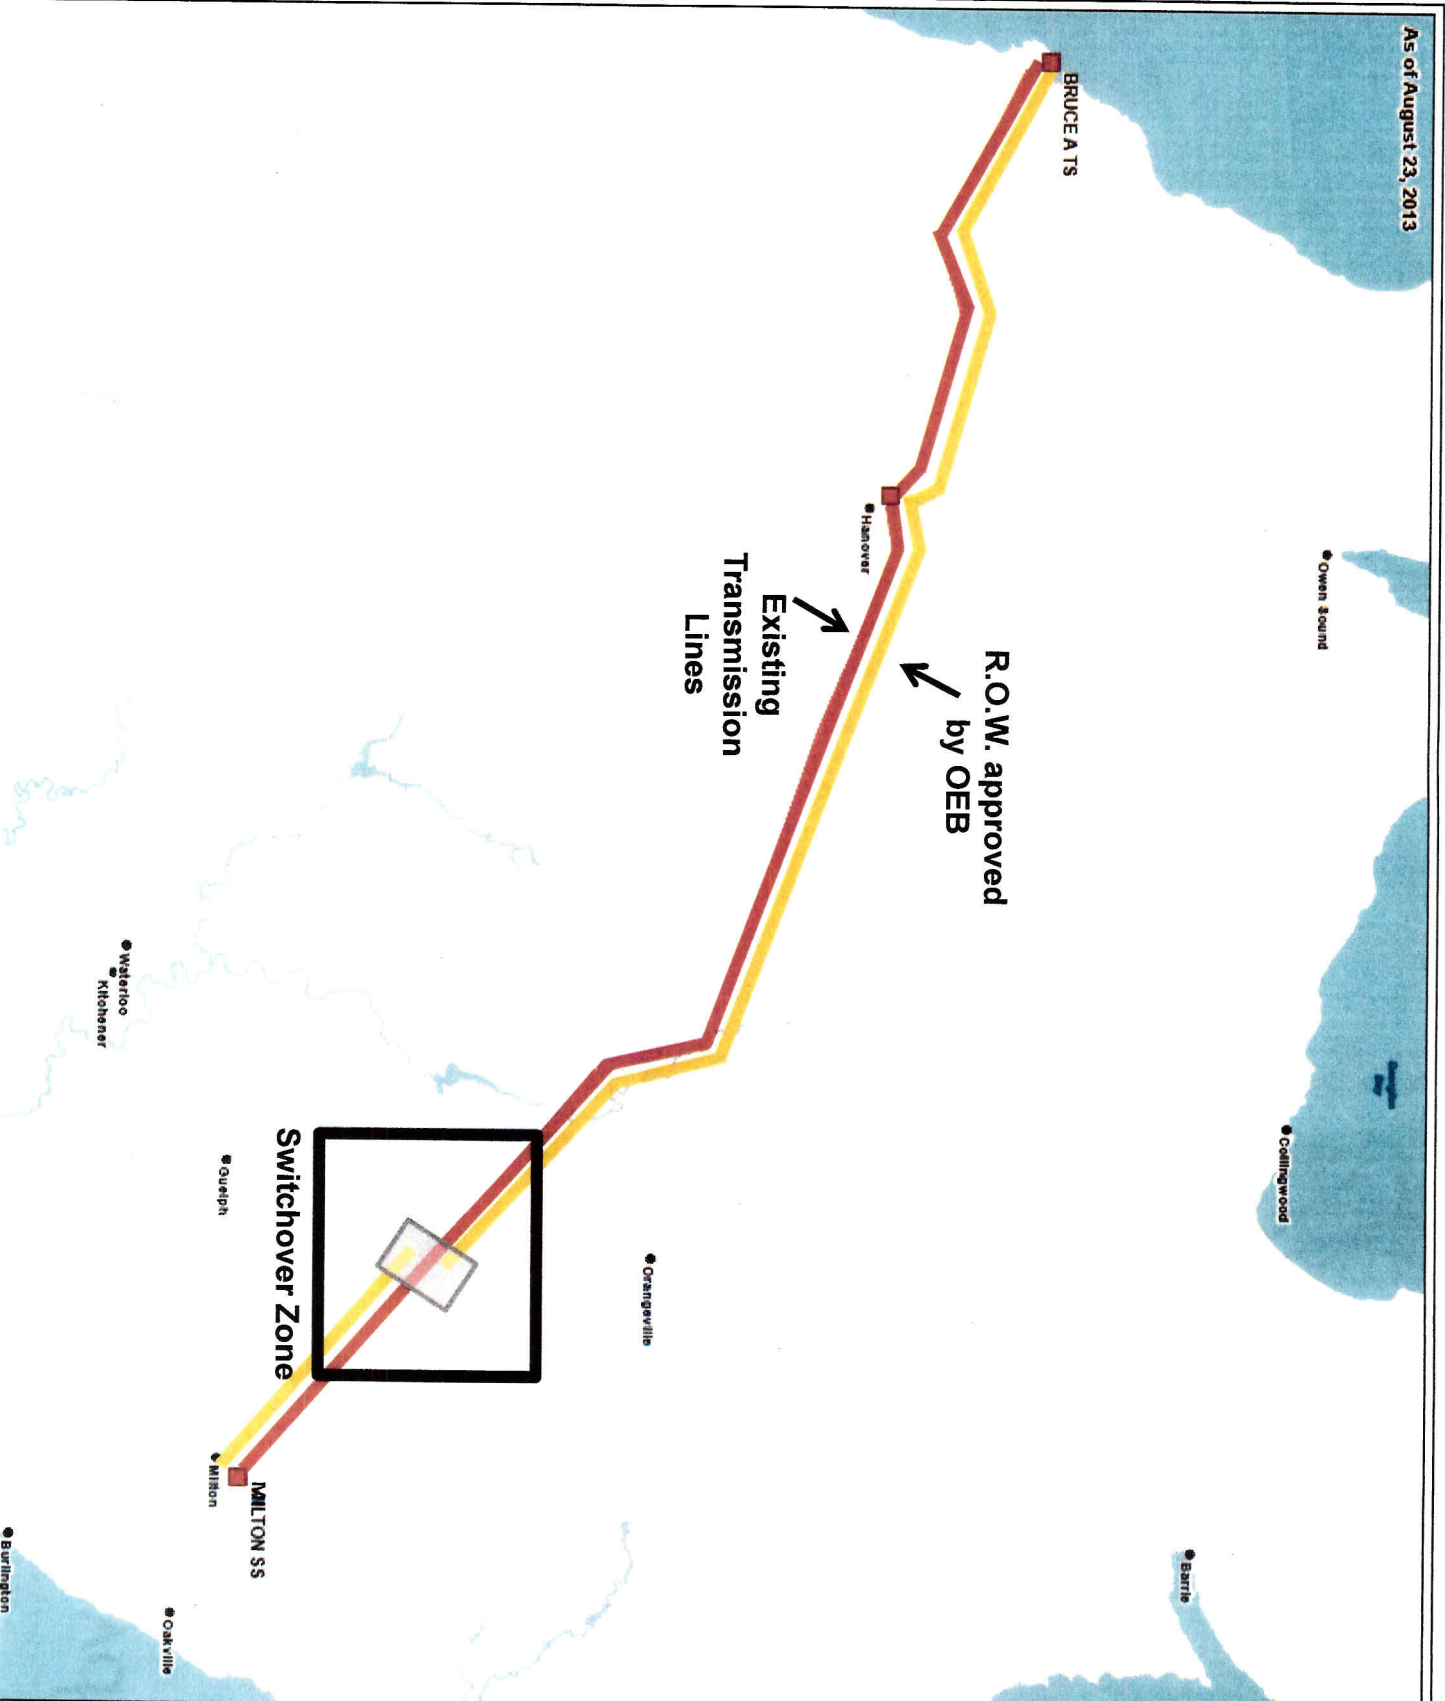 As of August 23, 2013
Owen Sound
Collingwood
Barrie
BRUCE A TS
R.O.W. approved
by OEB
Hanover
Existing
Transmission
Lines
Orangeville
Switchover Zone
MILTON SS
Milton
Guelph
Waterloo
Kitchener
Oakville
Burlington